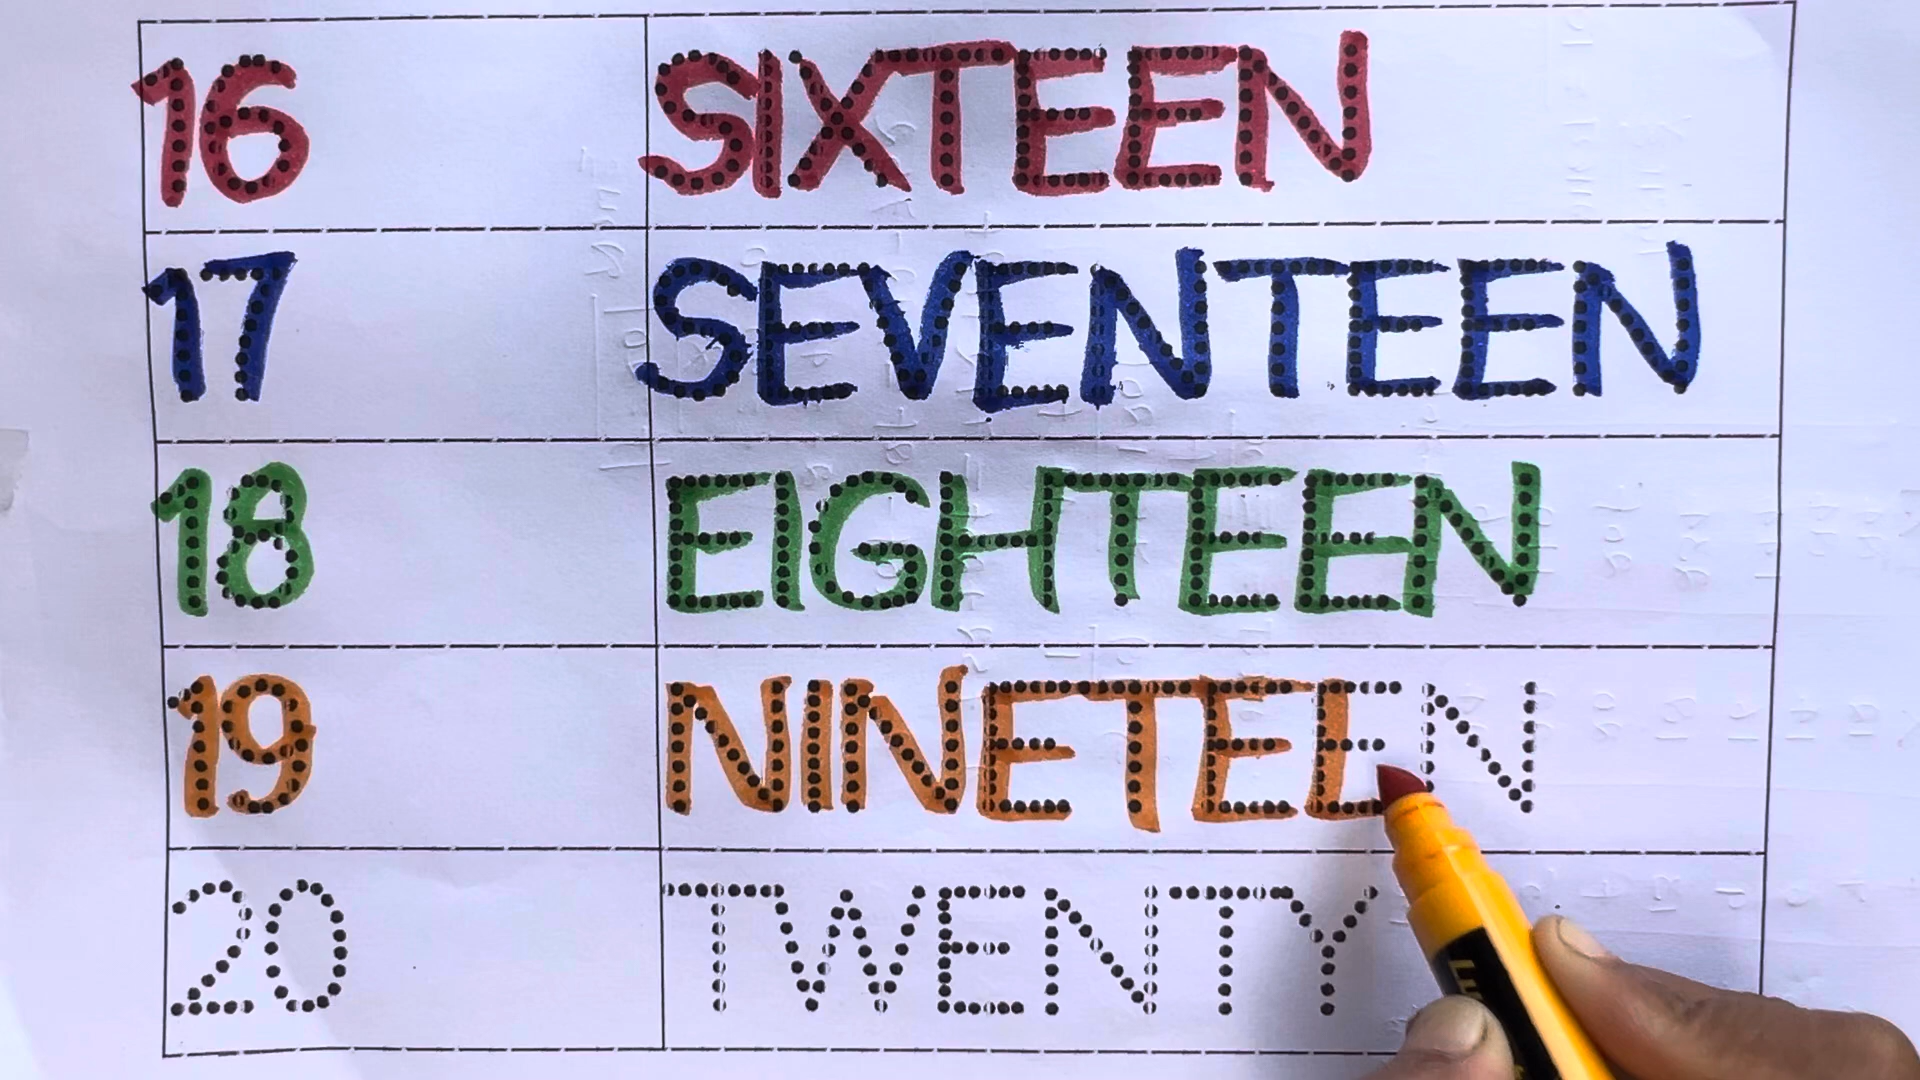 16 SIXTEEN
17 SEVENTEEN
18 EIGHTEEN
19 NINETEEN
20 TWENTY